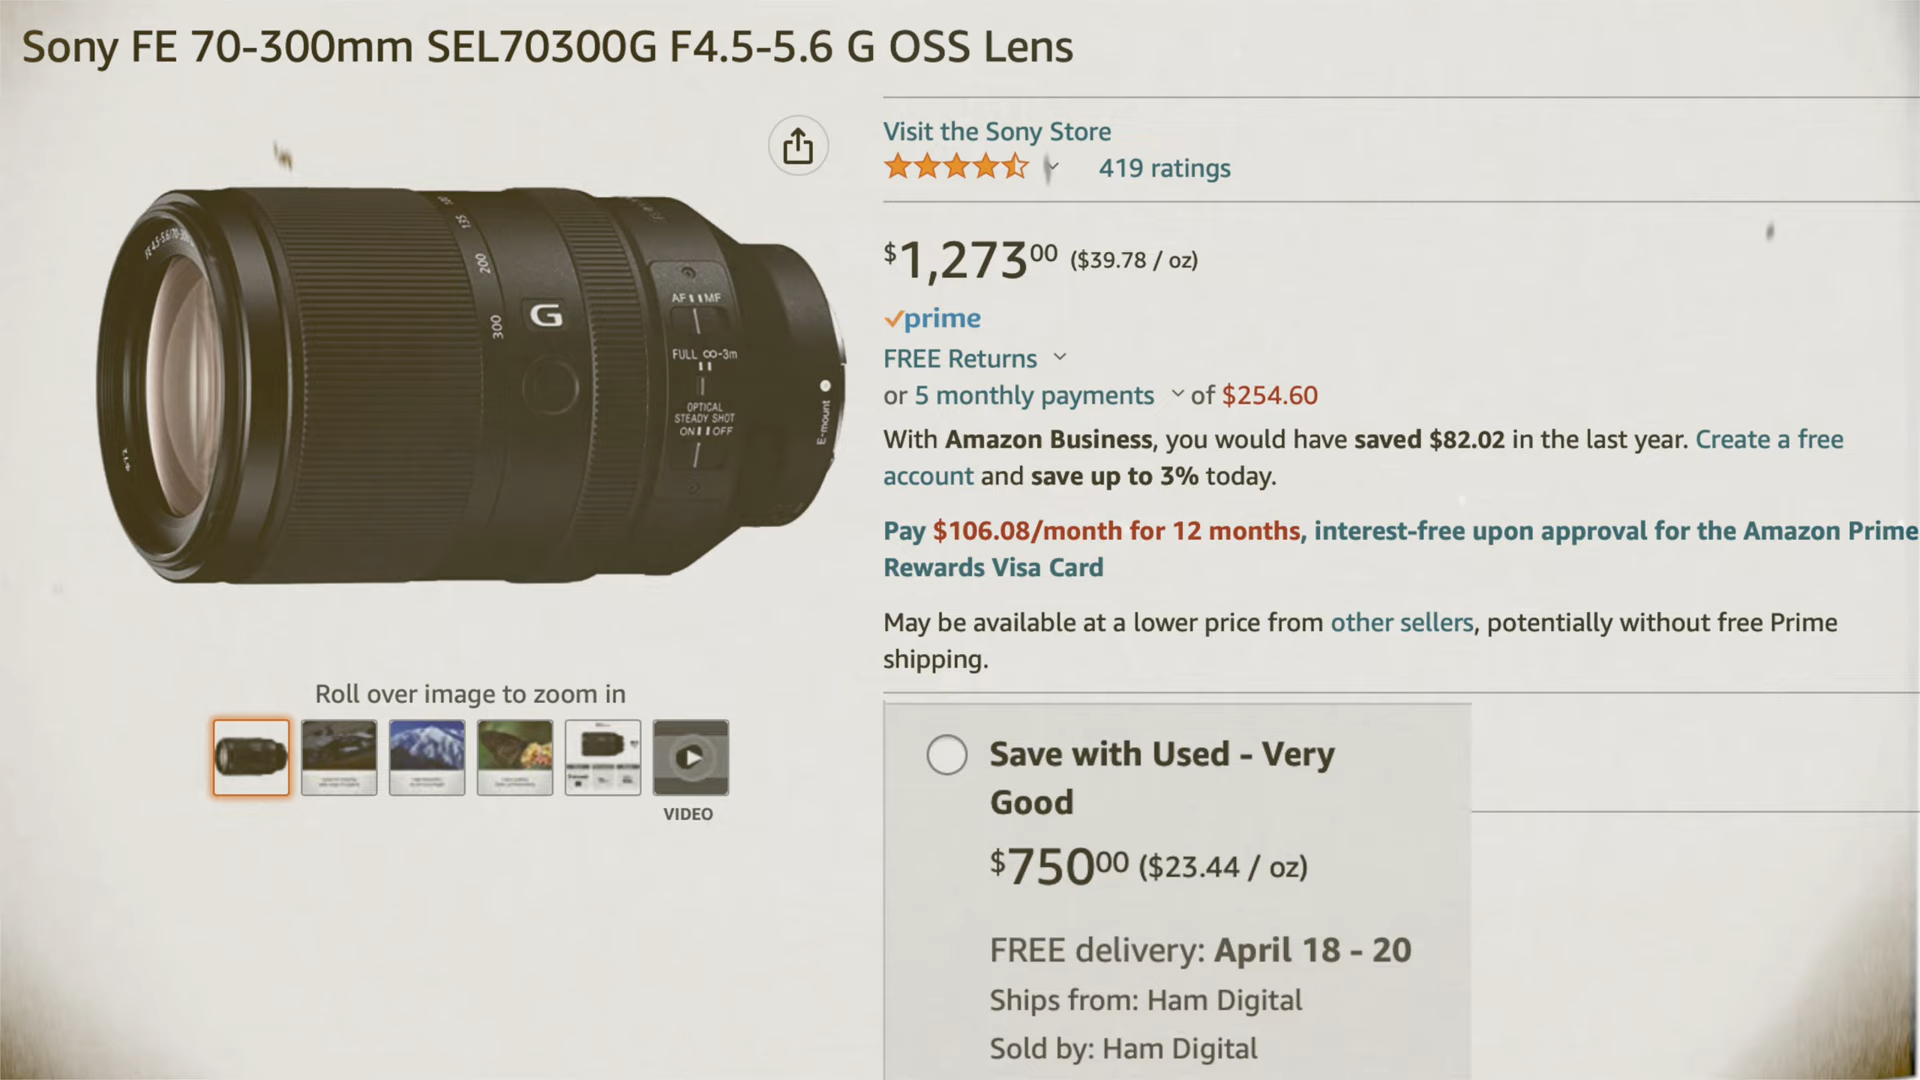 Sony FE 70-300mm SEL70300G F4.5-5.6 G OSS Lens
Visit the Sony Store
419 ratings
$1,273 00 ($39.78 / oz)
prime
FREE Returns
or 5 monthly payments of $254.60
With Amazon Business, you would have saved $82.02 in the last year. Create a free
account and save up to 3% today.
Pay $106.08/month for 12 months, interest-free upon approval for the Amazon Prime
Rewards Visa Card
May be available at a lower price from other sellers, potentially without free Prime
shipping.
135
200
300
G
AF MF
FULL ∞-3m
OPTICAL
STEADY SHOT
ON OFF
E-mount
Roll over image to zoom in
VIDEO
Save with Used - Very
Good
$750 00 ($23.44 / oz)
FREE delivery: April 18 - 20
Ships from: Ham Digital
Sold by: Ham Digital